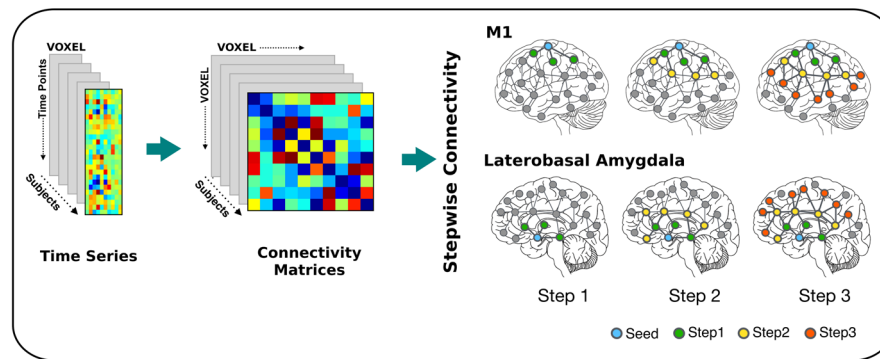 VOXEL
Time Points
Subjects
Time Series
VOXEL
VOXEL
Subjects
Connectivity
Matrices
Stepwise Connectivity
M1
Laterobasal Amygdala
Step 1
Step 2
Step 3
Seed
Step1
Step2
Step3